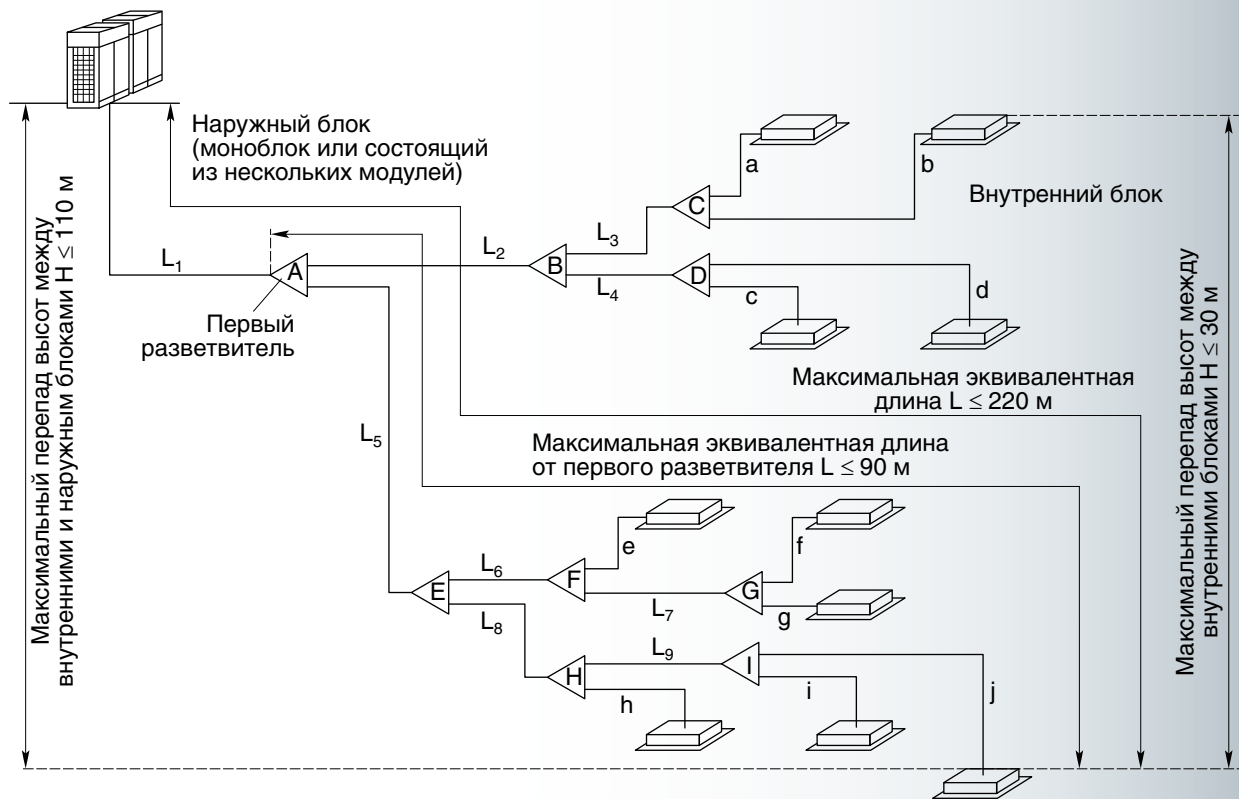 Наружный блок
(моноблок или состоящий
из нескольких модулей)
a
b
C
Внутренний блок
Максимальный перепад высот между
внутренними и наружным блоками H ≤ 110 м
L₁
A
L₂
B
L₃
L₄
D
c
d
Первый
разветвитель
Максимальная эквивалентная
длина L ≤ 220 м
Максимальный перепад высот между
внутренними блоками H ≤ 30 м
L₅
Максимальная эквивалентная длина
от первого разветвителя L ≤ 90 м
e
f
L₆
F
E
G
L₇
g
L₈
L₉
I
H
h
i
j